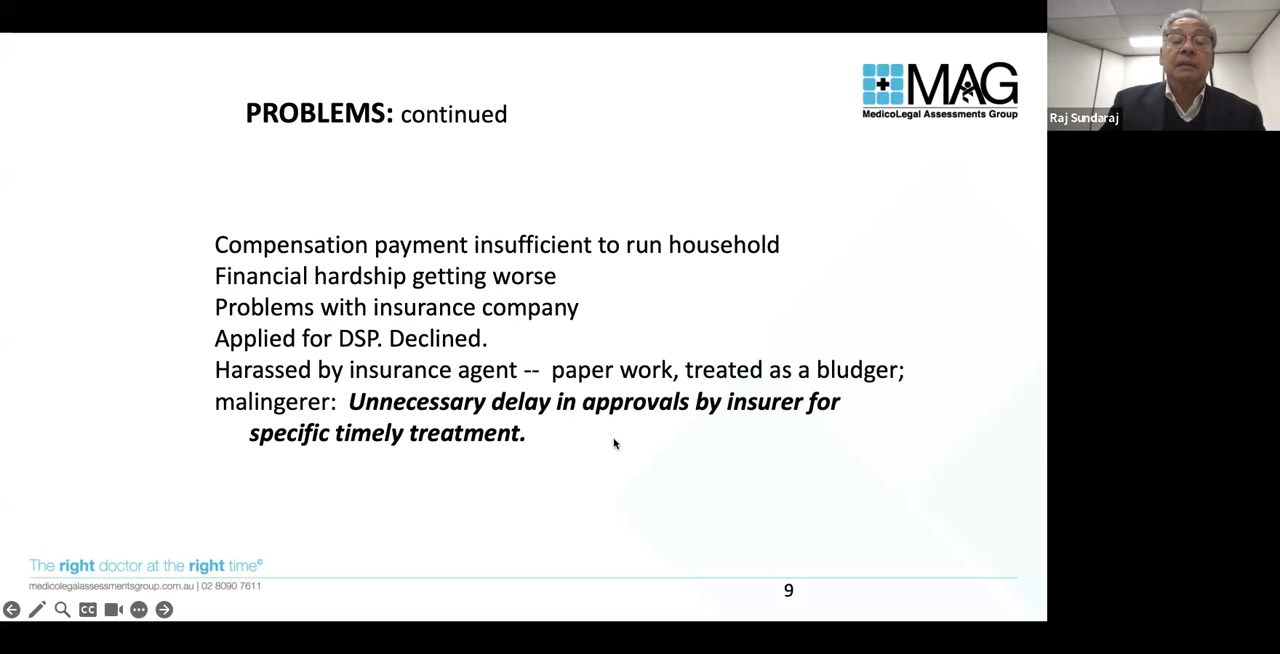 PROBLEMS: continued
MAG
MedicoLegal Assessments Group
Raj Sundaraj
Compensation payment insufficient to run household
Financial hardship getting worse
Problems with insurance company
Applied for DSP. Declined.
Harassed by insurance agent -- paper work, treated as a bludger;
malingerer: Unnecessary delay in approvals by insurer for
specific timely treatment.
The right doctor at the right time©
medicolegalassessmentsgroup.com.au | 02 8090 7611
9
CC